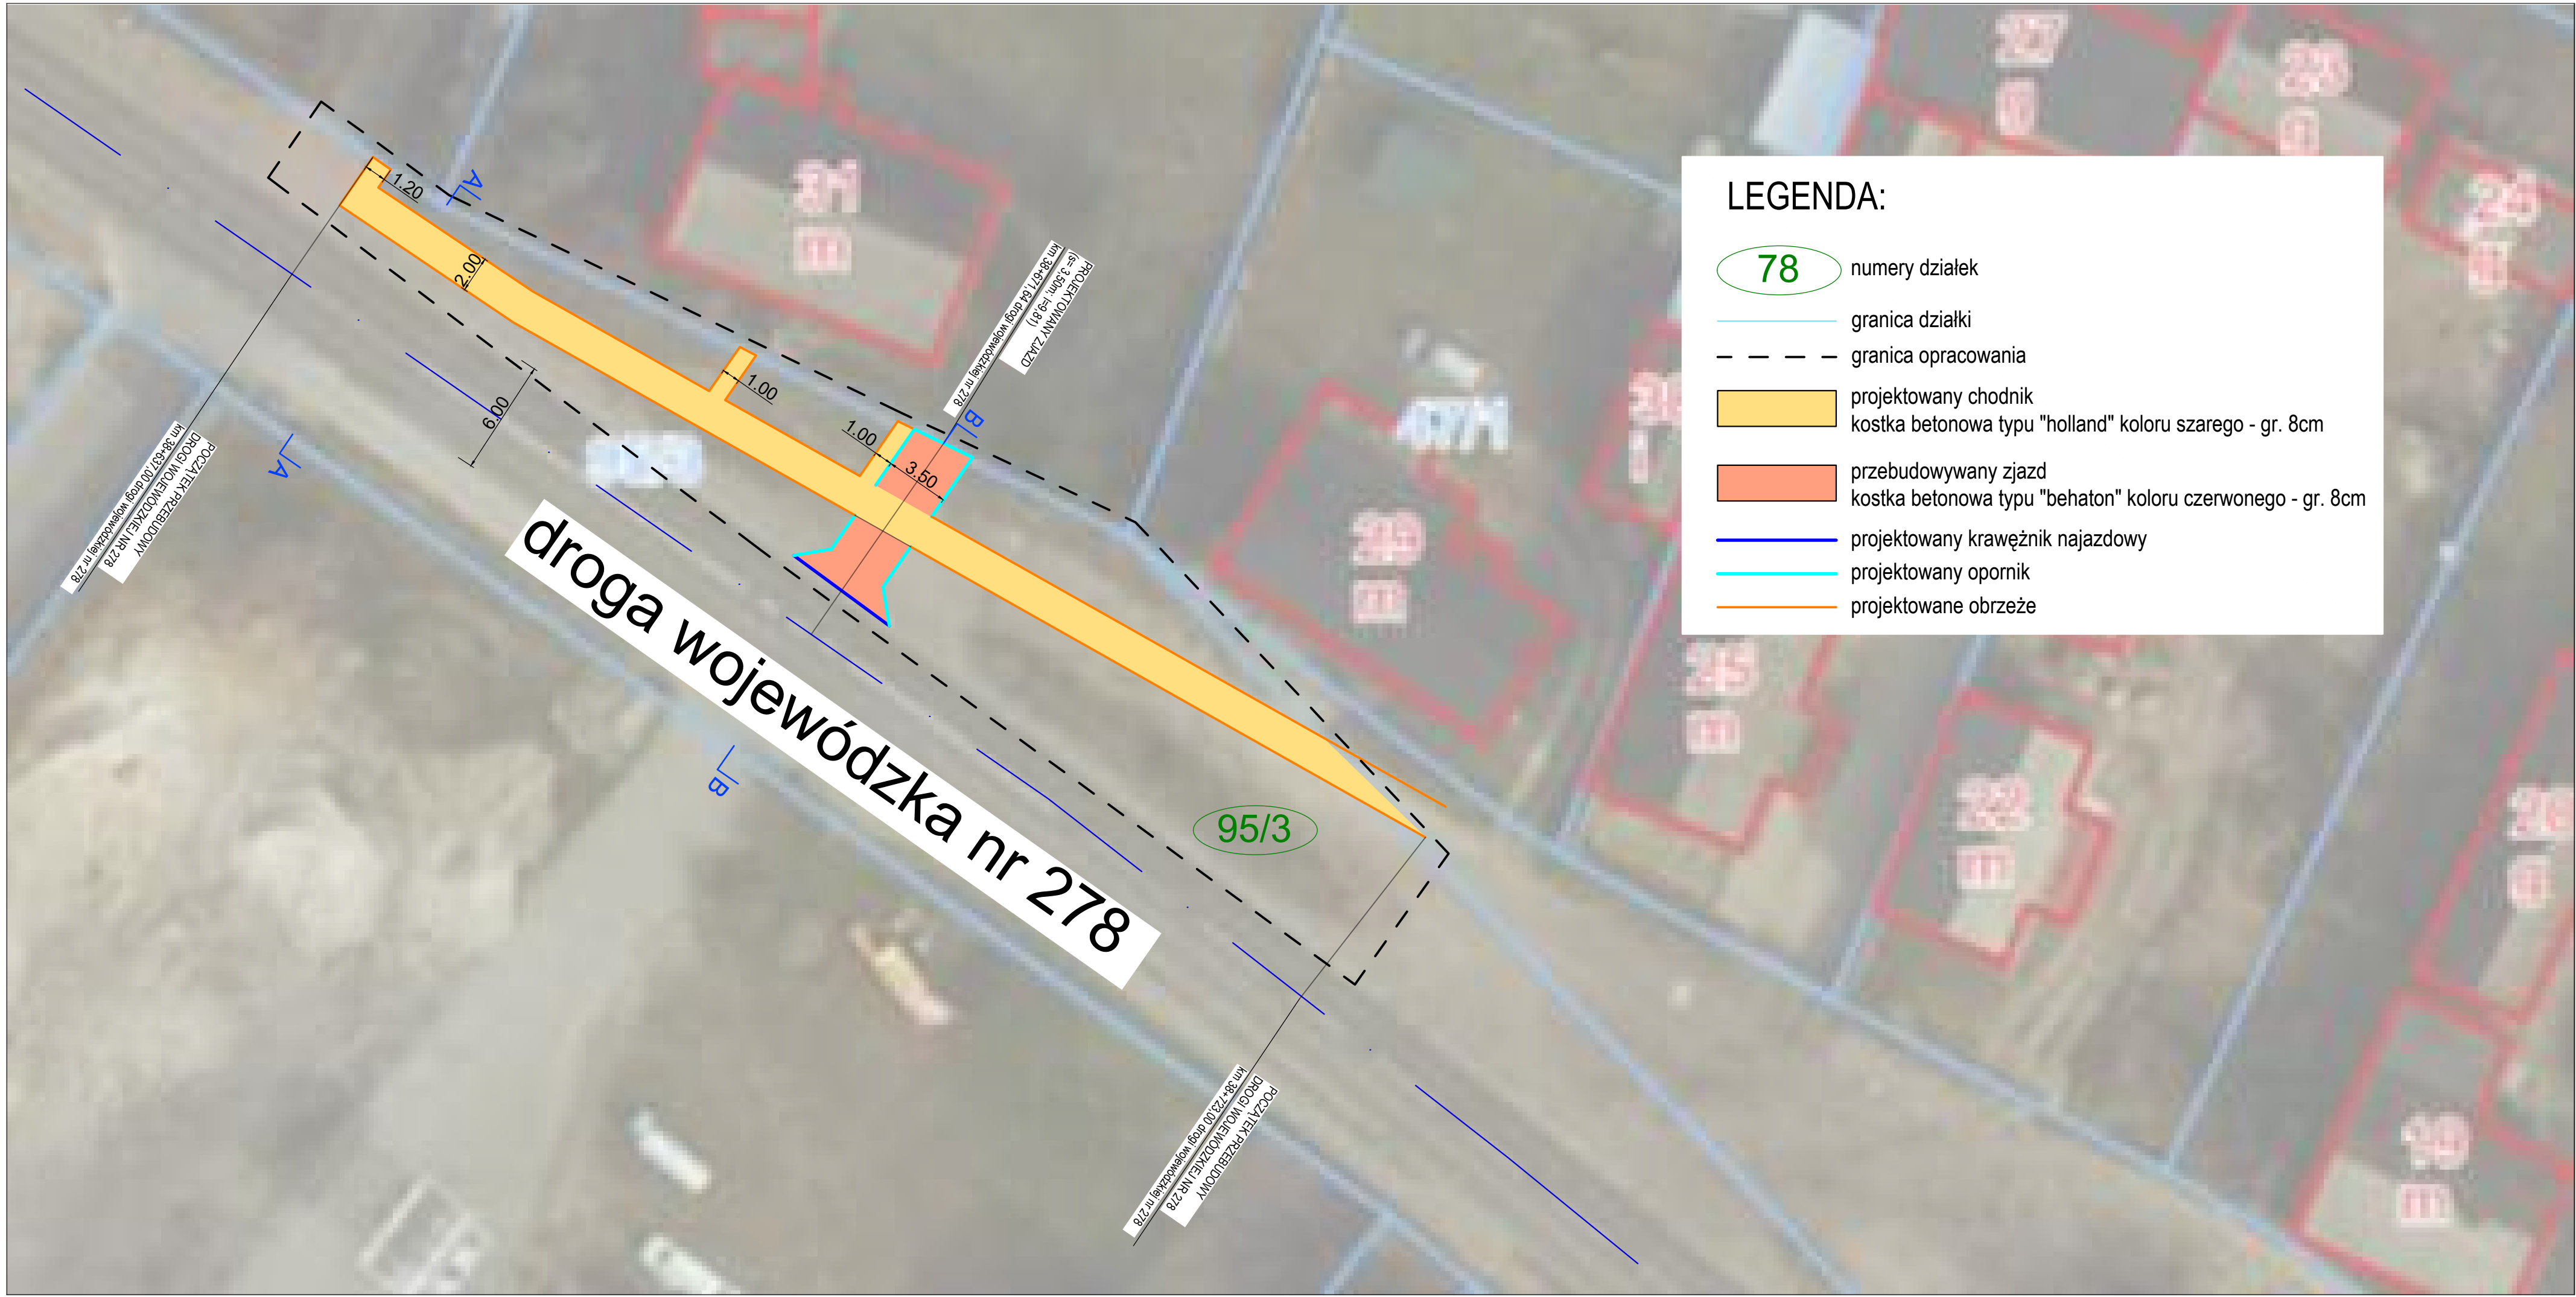 A
1.20
2.00
6.00
1.00
1.00
3.50
PROJEKTOWANY ZJAZD
(s= 3,50m; l=9,81)
km 38+671,64 drogi wojewódzkiej nr 278
B
POCZĄTEK PRZEBUDOWY
DROGI WOJEWÓDZKIEJ NR 278
km 38+637,00 drogi wojewódzkiej nr 278
A
droga wojewódzka nr 278
B
95/3
POCZĄTEK PRZEBUDOWY
DROGI WOJEWÓDZKIEJ NR 278
km 38+723,00 drogi wojewódzkiej nr 278
LEGENDA:
78 numery działek
granica działki
granica opracowania
projektowany chodnik
kostka betonowa typu "holland" koloru szarego - gr. 8cm
przebudowywany zjazd
kostka betonowa typu "behaton" koloru czerwonego - gr. 8cm
projektowany krawężnik najazdowy
projektowany opornik
projektowane obrzeże